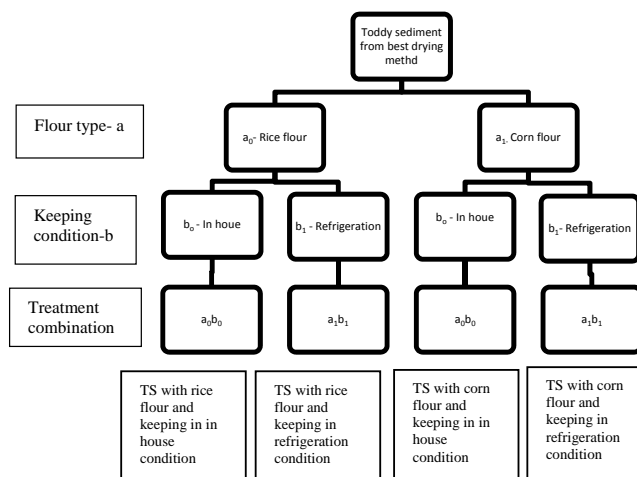 Toddy sediment
from best drying
methd
Flour type- a
a₀- Rice flour
a₁- Corn flour
Keeping
condition-b
bₒ - In houe
b₁ - Refrigeration
bₒ - In houe
b₁- Refrigeration
Treatment
combination
a₀b₀
a₁b₁
a₀b₀
a₁b₁
TS with rice
flour and
keeping in in
house
condition
TS with rice
flour and
keeping in
refrigeration
condition
TS with corn
flour and
keeping in in
house
condition
TS with corn
flour and
keeping in
refrigeration
condition